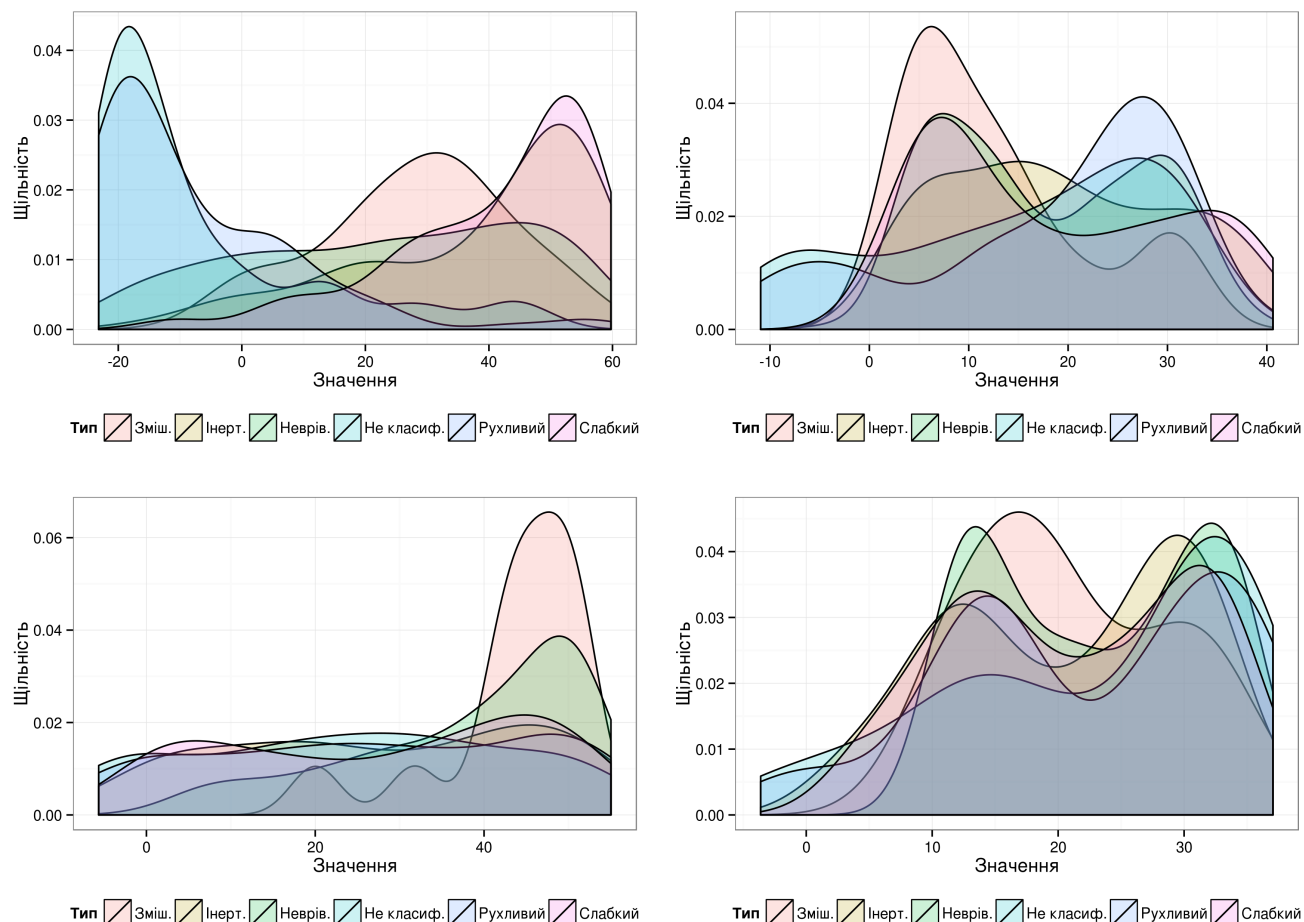 0.04
0.03
0.02
0.01
0.00
Щільність
-20 0 20 40 60
Значення
Тип Зміш. Інерт. Неврів. Не класиф. Рухливий Слабкий
0.04
0.02
0.00
Щільність
-10 0 10 20 30 40
Значення
Тип Зміш. Інерт. Неврів. Не класиф. Рухливий Слабкий
0.06
0.04
0.02
0.00
Щільність
0 20 40
Значення
Тип Зміш. Інерт. Неврів. Не класиф. Рухливий Слабкий
0.04
0.03
0.02
0.01
0.00
Щільність
0 10 20 30
Значення
Тип Зміш. Інерт. Неврів. Не класиф. Рухливий Слабкий